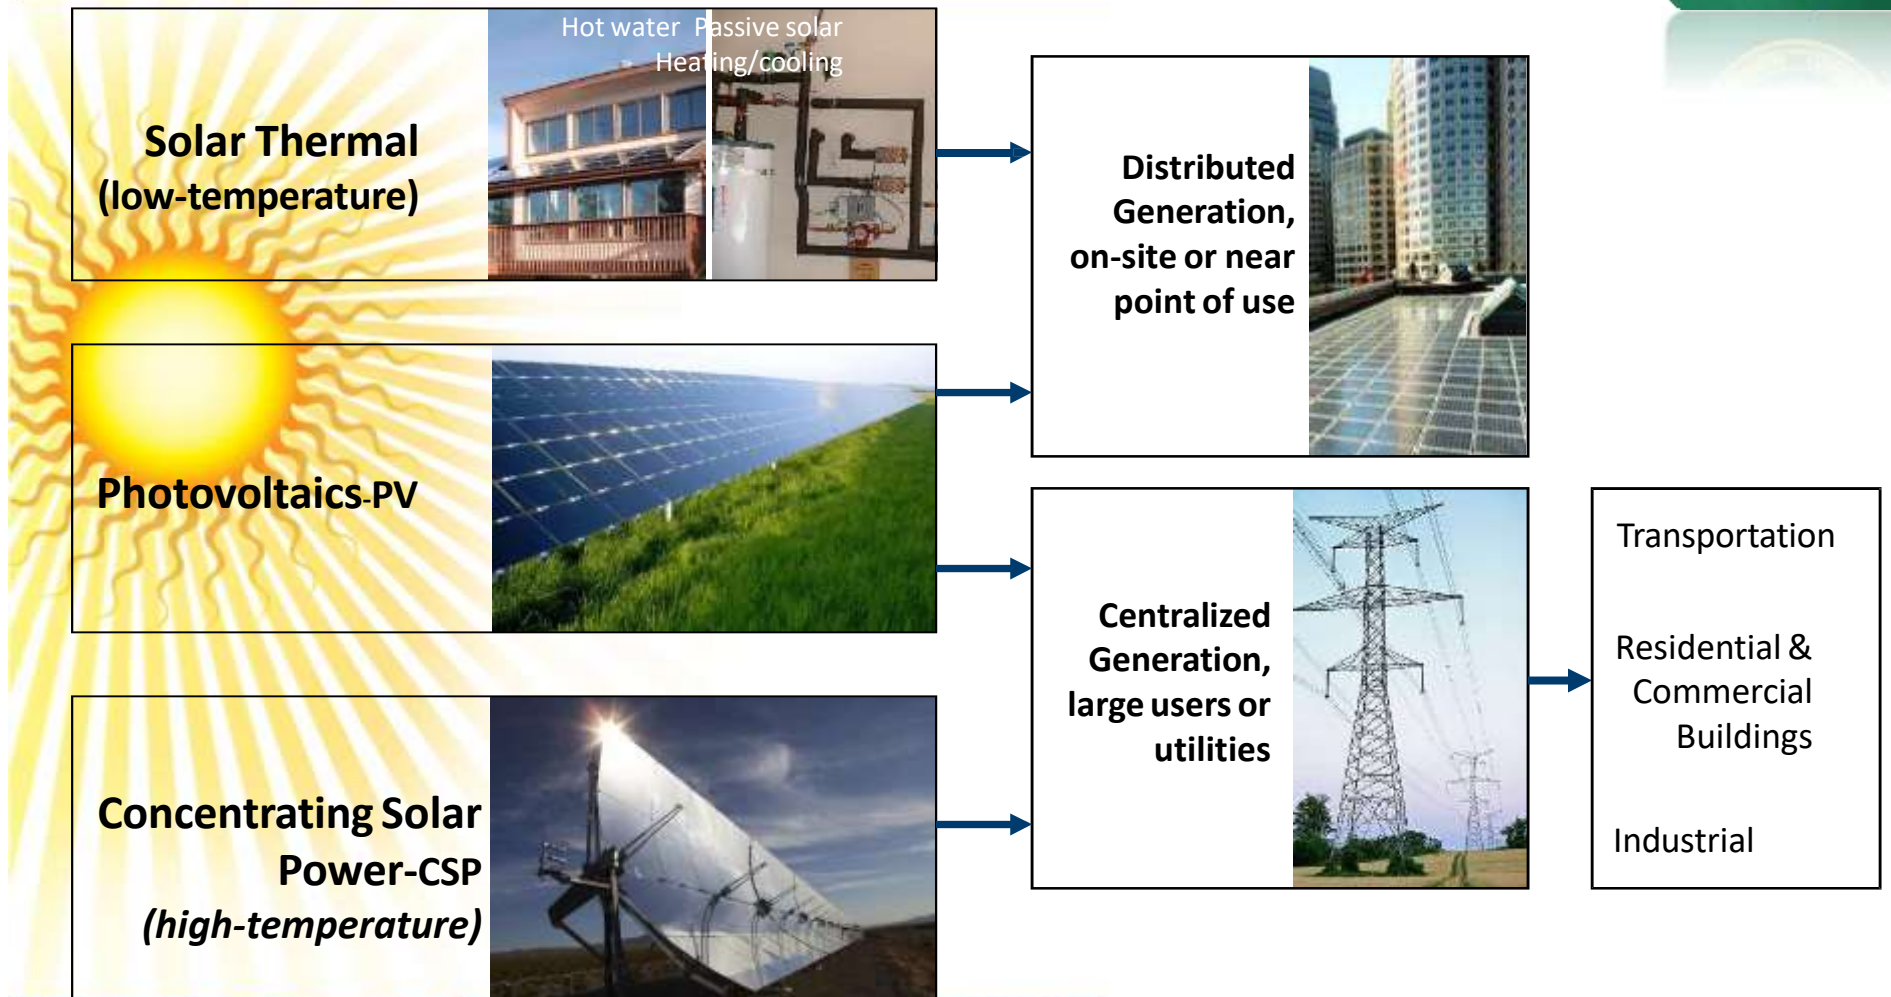 Hot water  Passive solar
Heating/cooling
Solar Thermal
(low-temperature)
Photovoltaics-PV
Concentrating Solar
Power-CSP
(high-temperature)
Distributed
Generation,
on-site or near
point of use
Centralized
Generation,
large users or
utilities
Transportation
Residential &
Commercial
Buildings
Industrial